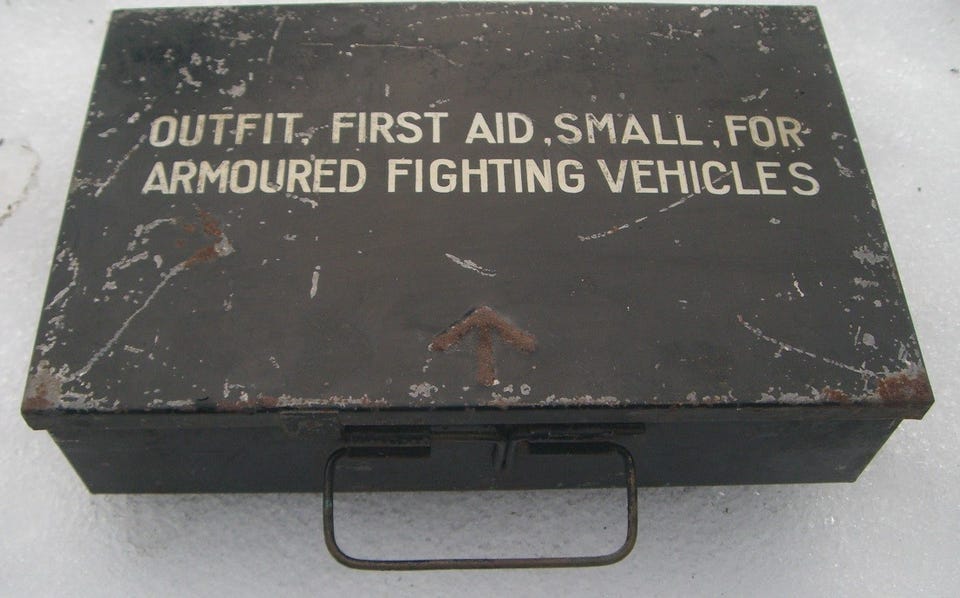 OUTFIT, FIRST AID, SMALL, FOR
ARMOURED FIGHTING VEHICLES